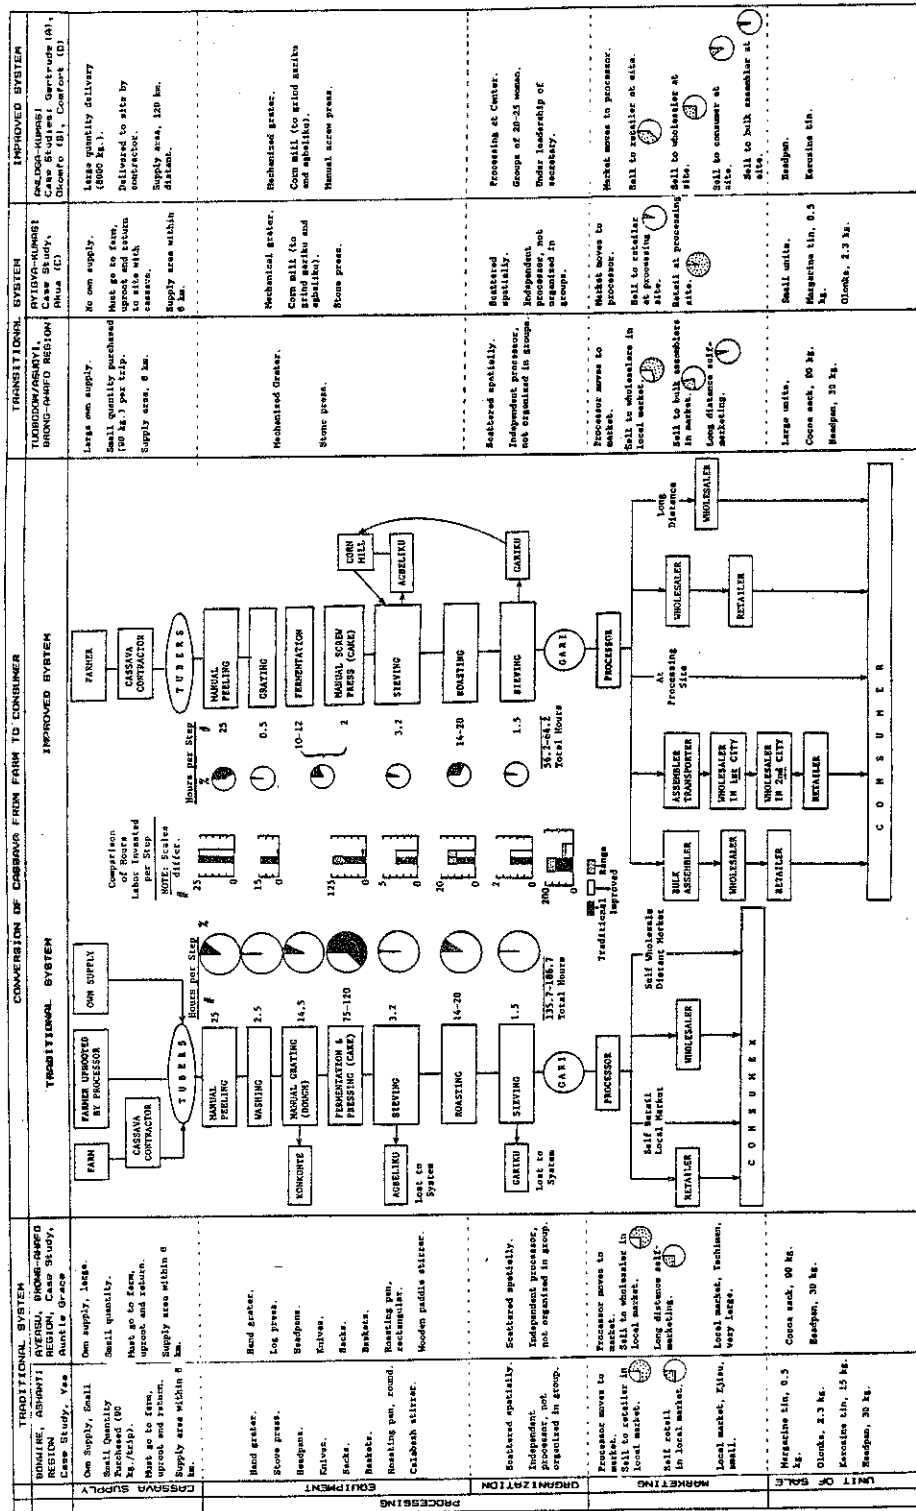 CONVERSION OF CASSAVA FROM FARM TO CONSUMER
TRADITIONAL SYSTEM
BONWIRE, ASHANTI
REGION
Case Study, Yaa
AYEASU, BRONG-AHAFO
REGION, Case Study,
Auntie Grace
CASSAVA SUPPLY
Own Supply, Small
Small Quantity
Purchased (90
kg./trip).
Must go to farm,
uproot and return.
Supply area within 8
km.
Own supply, large.
Small quantity.
Must go to farm,
uproot and return.
Supply area within 8
km.
PROCESSING
EQUIPMENT
Hand grater.
Stove press.
Headpans.
Knives.
Sacks.
Baskets.
Roasting pan, round.
Calabash stirrer.
Hand grater.
Log press.
Headpans.
Knives.
Sacks.
Baskets.
Roasting pan,
rectangular.
Wooden paddle stirrer.
ORGANIZATION
Scattered spatially.
Independent
processor, not
organized in group.
Scattered spatially.
Independent processor,
not organized in group.
MARKETING
Processor moves to
market.
Sell to retailer in
local market.
Self retail
in local market.
Local market, Ejisu,
small.
Processor moves to
market.
Sell to wholesaler in
local market.
Long distance self-
marketing.
Local market, Techiman,
very large.
UNIT OF SALE
Margarine tin, 0.5
kg.
Olonka, 2.3 kg.
Kerosine tin, 15 kg.
Headpan, 30 kg.
Cocoa sack, 90 kg.
Headpan, 30 kg.
TRADITIONAL SYSTEM
FARM
CASSAVA
CONTRACTOR
FARMER UPROOTED
BY PROCESSOR
OWN SUPPLY
TUBERS
Hours per Step
# %
MANUAL
PEELING
25
WASHING
2.5
MANUAL GRATING
(DOUGH)
14.5
KONKONTE
FERMENTATION &
PRESSING (CAKE)
75-120
SIEVING
3.2
AGBELIKU
Lost to
System
ROASTING
14-20
SIEVING
1.5
GARIKU
Lost to
System
135.7-186.7
Total Hours
GARI
PROCESSOR
Self Retail
Local Market
Self Wholesale
Distant Market
RETAILER
WHOLESALER
CONSUMER
Comparison
of Hours
Labor Invested
per Step
NOTE: Scales
differ.
#
25
0
15
0
125
0
5
0
20
0
2
0
200
0
Traditional
Improved
Range
IMPROVED SYSTEM
FARMER
CASSAVA
CONTRACTOR
TUBERS
Hours per Step
% #
MANUAL
PEELING
25
GRATING
0.5
FERMENTATION
10-12
MANUAL SCREW
PRESS (CAKE)
2
CORN
MILL
AGBELIKU
SIEVING
3.2
ROASTING
14-20
SIEVING
1.5
GARIKU
56.2-64.2
Total Hours
GARI
PROCESSOR
BULK
ASSEMBLER
WHOLESALER
RETAILER
ASSEMBLER
TRANSPORTER
WHOLESALER
IN 1st CITY
WHOLESALER
IN 2nd CITY
RETAILER
At
Processing
Site
WHOLESALER
RETAILER
Long
Distance
WHOLESALER
CONSUMER
TRANSITIONAL SYSTEM
TUOBODOM/ASUOYI,
BRONG-AHAFO REGION
Large own supply.
Small quantity purchased
(90 kg.) per trip.
Supply area, 8 km.
Mechanized Grater.
Stone press.
Scattered spatially.
Independent processor,
not organized in groups.
Processor moves to
market.
Sell to wholesalers in
local market.
Sell to bulk assemblers
in market.
Long distance self-
marketing.
Large units.
Cocoa sack, 90 kg.
Headpan, 30 kg.
AYIGYA-KUMASI
Case Study,
Akua (C)
No own supply.
Must go to farm,
uproot and return
to site with
cassava.
Supply area within
8 km.
Mechanical grater.
Corn mill (to
grind gariku and
agbeliku).
Stone press.
Scattered
spatially.
Independent
processor, not
organized in
groups.
Market moves to
processor.
Sell to retailer
at processing
site.
Retail at processing
site.
Small units.
Margarine tin, 0.5
kg.
Olonka, 2.3 kg.
IMPROVED SYSTEM
ANLOGA-KUMASI
Case Studies: Gertrude (A),
Okomfo (B), Comfort (D)
Large quantity delivery
(8000 kg.).
Delivered to site by
contractor.
Supply area, 120 km.
distant.
Mechanized grater.
Corn mill (to grind gariku
and agbeliku).
Manual screw press.
Processing at Center.
Groups of 20-25 women.
Under leadership of
secretary.
Market moves to processor.
Sell to retailer at site.
Sell to wholesaler at
site.
Sell to consumer at
site.
Sell to bulk assembler at
site.
Headpan.
Kerosine tin.